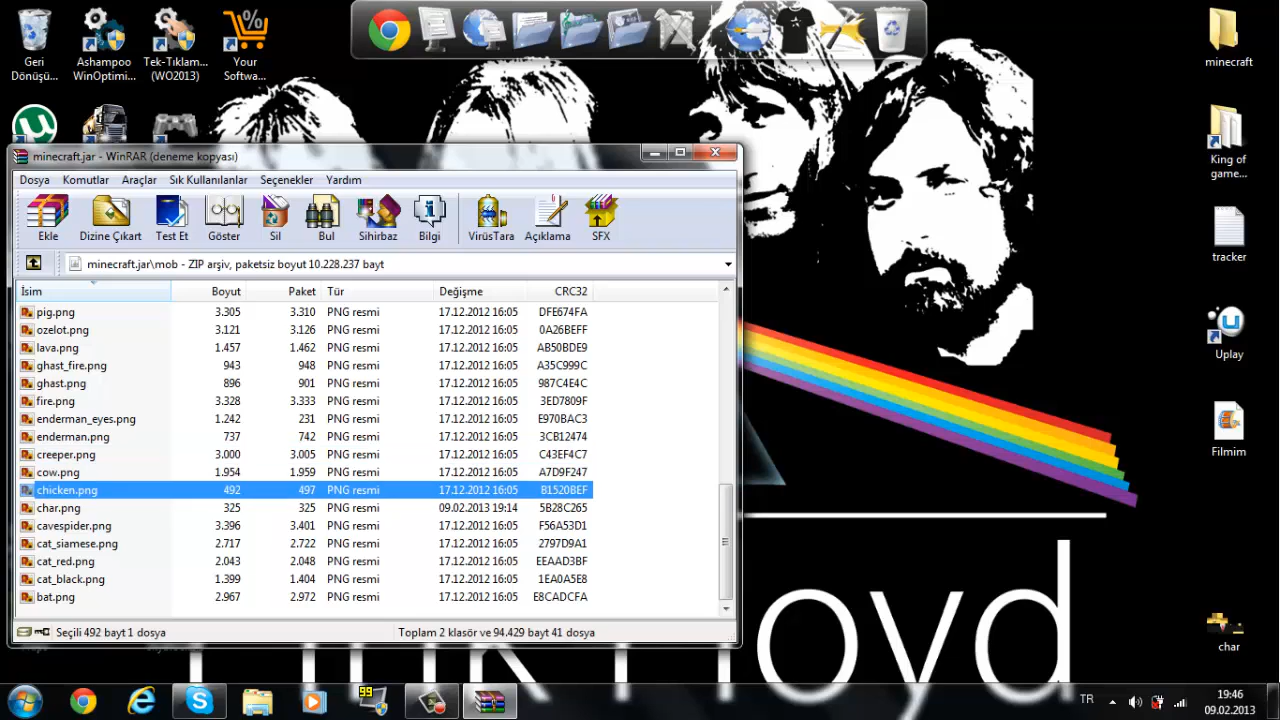 Geri Dönüşü...
Ashampoo WinOptimi...
Tek-Tıklam... (WO2013)
Your Softwa...
minecraft
King of game...
tracker
Uplay
Filmim
char
minecraft.jar - WinRAR (deneme kopyası)
Dosya Komutlar Araçlar Sık Kullanılanlar Seçenekler Yardım
Ekle Dizine Çıkart Test Et Göster Sil Bul Sihirbaz Bilgi VirüsTara Açıklama SFX
minecraft.jar\mob - ZIP arşiv, paketsiz boyut 10.228.237 bayt
İsim Boyut Paket Tür Değişme CRC32
pig.png 3.305 3.310 PNG resmi 17.12.2012 16:05 DFE674FA
ozelot.png 3.121 3.126 PNG resmi 17.12.2012 16:05 0A26BEFF
lava.png 1.457 1.462 PNG resmi 17.12.2012 16:05 AB50BDE9
ghast_fire.png 943 948 PNG resmi 17.12.2012 16:05 A35C999C
ghast.png 896 901 PNG resmi 17.12.2012 16:05 987C4E4C
fire.png 3.328 3.333 PNG resmi 17.12.2012 16:05 3ED7809F
enderman_eyes.png 1.242 231 PNG resmi 17.12.2012 16:05 E970BAC3
enderman.png 737 742 PNG resmi 17.12.2012 16:05 3CB12474
creeper.png 3.000 3.005 PNG resmi 17.12.2012 16:05 C43EF4C7
cow.png 1.954 1.959 PNG resmi 17.12.2012 16:05 A7D9F247
chicken.png 492 497 PNG resmi 17.12.2012 16:05 B1520BEF
char.png 325 325 PNG resmi 09.02.2013 19:14 5B28C265
cavespider.png 3.396 3.401 PNG resmi 17.12.2012 16:05 F56A53D1
cat_siamese.png 2.717 2.722 PNG resmi 17.12.2012 16:05 2797D9A1
cat_red.png 2.043 2.048 PNG resmi 17.12.2012 16:05 EEAAD3BF
cat_black.png 1.399 1.404 PNG resmi 17.12.2012 16:05 1EA0A5E8
bat.png 2.967 2.972 PNG resmi 17.12.2012 16:05 E8CADCFA
Seçili 492 bayt 1 dosya Toplam 2 klasör ve 94.429 bayt 41 dosya
99
TR
19:46
09.02.2013